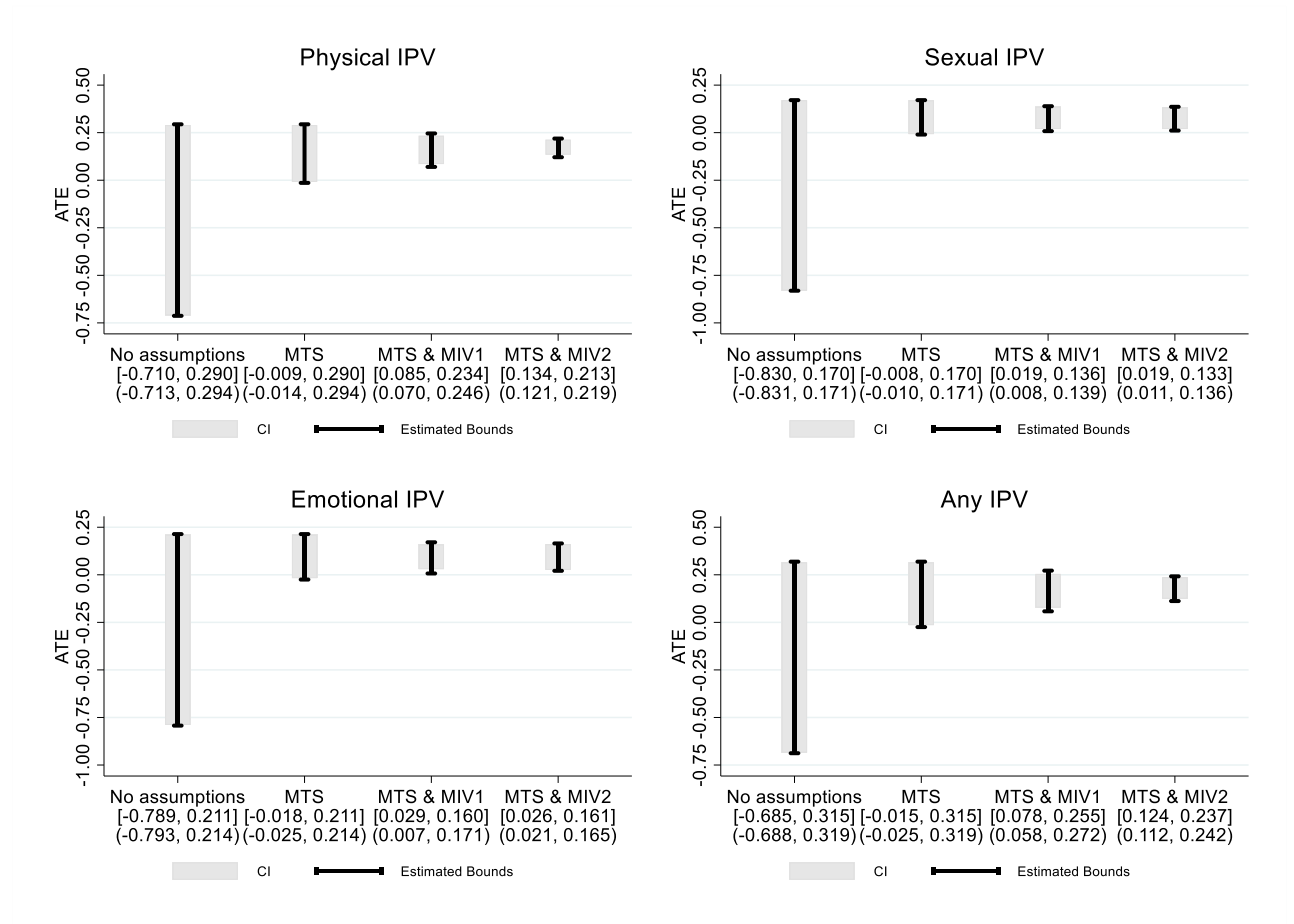 Physical IPV
ATE
0.50
0.25
0.00
-0.25
-0.50
-0.75
No assumptions MTS MTS & MIV1 MTS & MIV2
[-0.710, 0.290] [-0.009, 0.290] [0.085, 0.234] [0.134, 0.213]
(-0.713, 0.294) (-0.014, 0.294) (0.070, 0.246) (0.121, 0.219)
CI Estimated Bounds
Sexual IPV
ATE
0.25
0.00
-0.25
-0.50
-0.75
-1.00
No assumptions MTS MTS & MIV1 MTS & MIV2
[-0.830, 0.170] [-0.008, 0.170] [0.019, 0.136] [0.019, 0.133]
(-0.831, 0.171) (-0.010, 0.171) (0.008, 0.139) (0.011, 0.136)
CI Estimated Bounds
Emotional IPV
ATE
0.25
0.00
-0.25
-0.50
-0.75
-1.00
No assumptions MTS MTS & MIV1 MTS & MIV2
[-0.789, 0.211] [-0.018, 0.211] [0.029, 0.160] [0.026, 0.161]
(-0.793, 0.214) (-0.025, 0.214) (0.007, 0.171) (0.021, 0.165)
CI Estimated Bounds
Any IPV
ATE
0.50
0.25
0.00
-0.25
-0.50
-0.75
No assumptions MTS MTS & MIV1 MTS & MIV2
[-0.685, 0.315] [-0.015, 0.315] [0.078, 0.255] [0.124, 0.237]
(-0.688, 0.319) (-0.025, 0.319) (0.058, 0.272) (0.112, 0.242)
CI Estimated Bounds